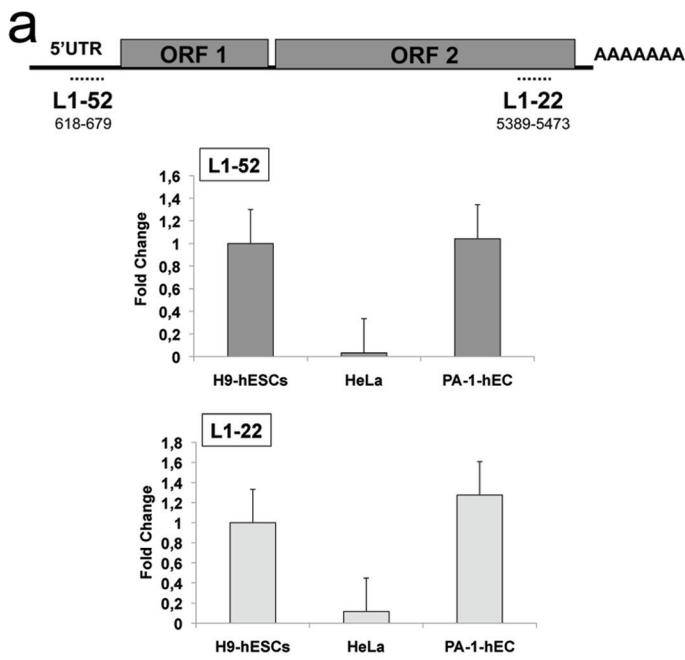 a
5'UTR ORF 1 ORF 2 AAAAAAA
L1-52 L1-22
618-679 5389-5473
L1-52
Fold Change
1,6
1,4
1,2
1
0,8
0,6
0,4
0,2
0
H9-hESCs HeLa PA-1-hEC
L1-22
Fold Change
1,8
1,6
1,4
1,2
1
0,8
0,6
0,4
0,2
0
H9-hESCs HeLa PA-1-hEC